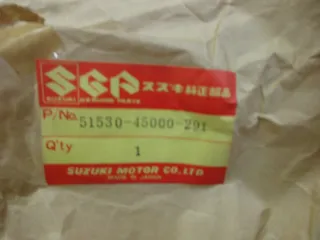 SGP スズキ純正部品
SUZUKI GENUINE PARTS
P/No. 51530-45000-291
Q'ty 1
SUZUKI MOTOR CO., LTD
MADE IN JAPAN